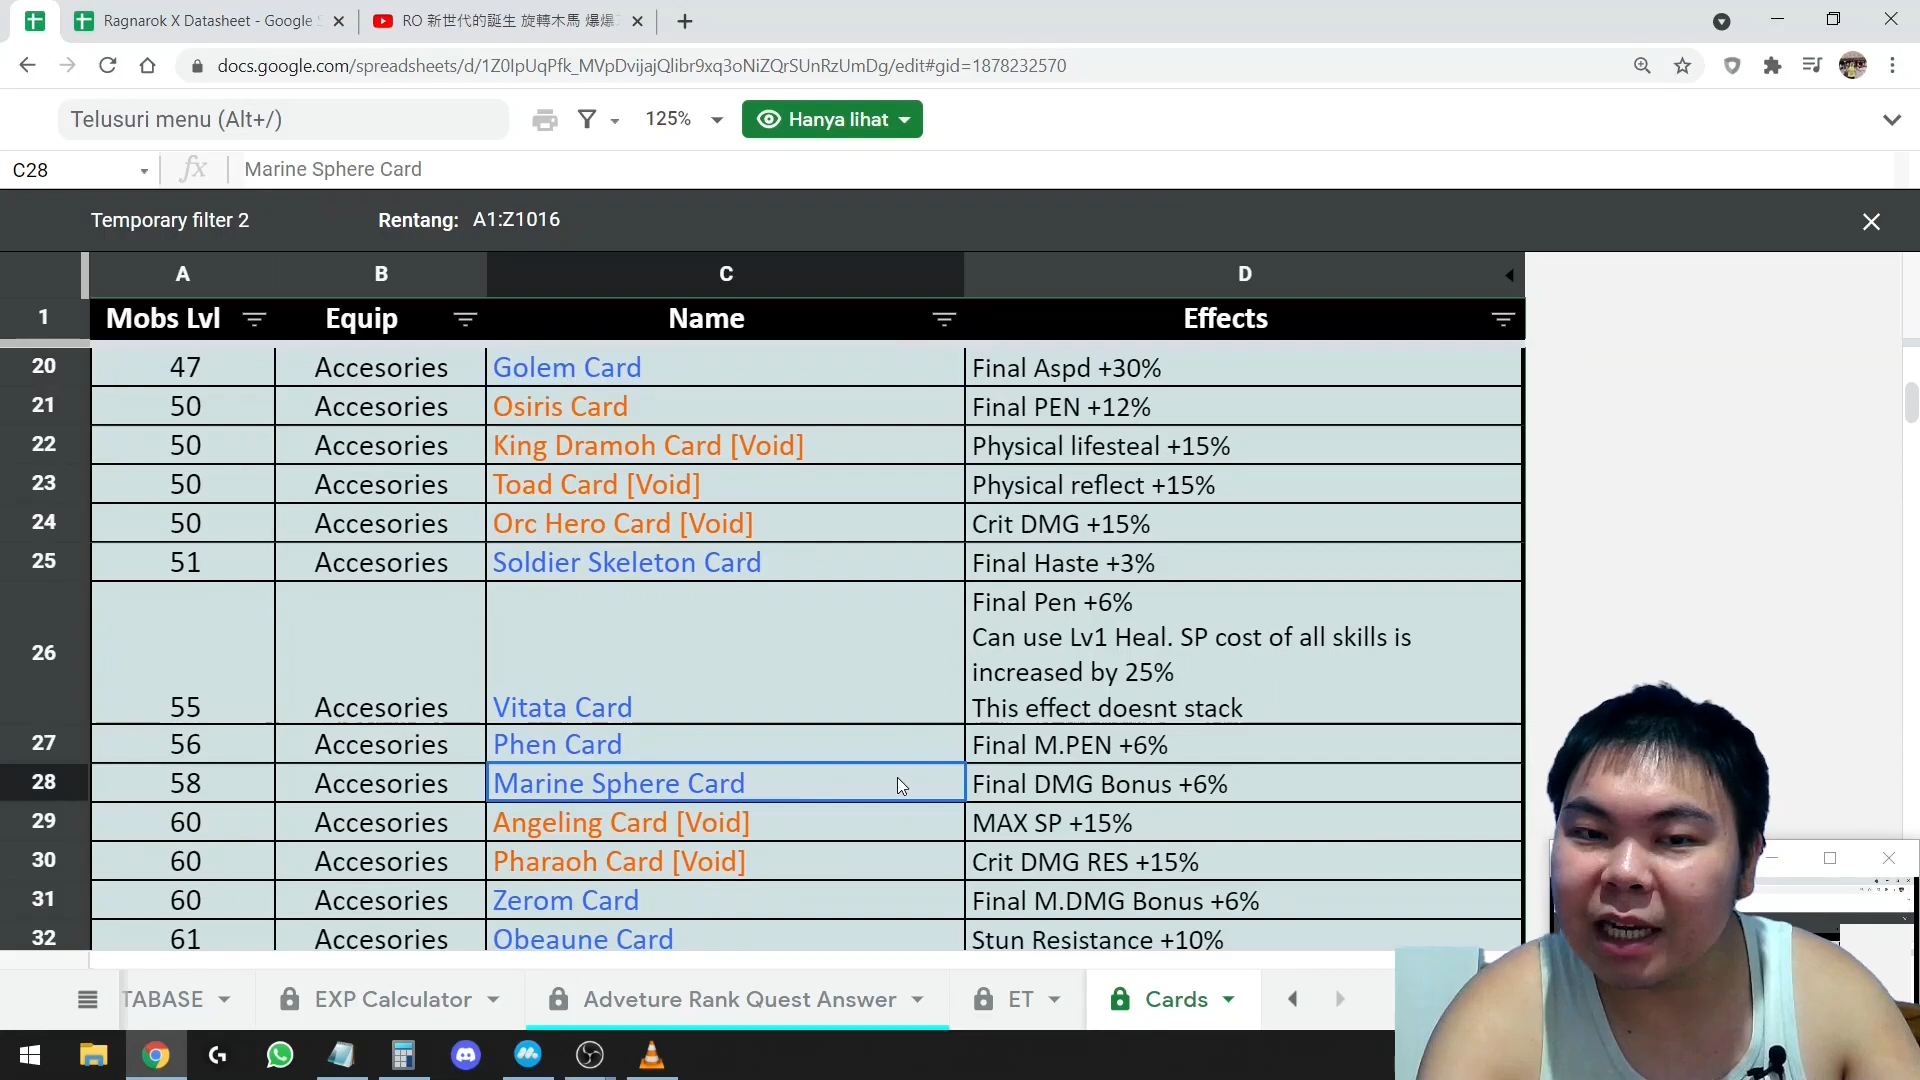 Ragnarok X Datasheet - Google S
RO 新世代的誕生 旋轉木馬 爆爆
docs.google.com/spreadsheets/d/1Z0IpUqPfk_MVpDvijajQlibr9xq3oNiZQrSUnRzUmDg/edit#gid=1878232570
Telusuri menu (Alt+/)
125%
Hanya lihat
C28
fx
Marine Sphere Card
Temporary filter 2
Rentang: A1:Z1016
A B C D
1 Mobs Lvl Equip Name Effects
20 47 Accesories Golem Card Final Aspd +30%
21 50 Accesories Osiris Card Final PEN +12%
22 50 Accesories King Dramoh Card [Void] Physical lifesteal +15%
23 50 Accesories Toad Card [Void] Physical reflect +15%
24 50 Accesories Orc Hero Card [Void] Crit DMG +15%
25 51 Accesories Soldier Skeleton Card Final Haste +3%
Final Pen +6%
Can use Lv1 Heal. SP cost of all skills is
26
increased by 25%
55 Accesories Vitata Card This effect doesnt stack
27 56 Accesories Phen Card Final M.PEN +6%
28 58 Accesories Marine Sphere Card Final DMG Bonus +6%
29 60 Accesories Angeling Card [Void] MAX SP +15%
30 60 Accesories Pharaoh Card [Void] Crit DMG RES +15%
31 60 Accesories Zerom Card Final M.DMG Bonus +6%
32 61 Accesories Obeaune Card Stun Resistance +10%
TABASE EXP Calculator Adveture Rank Quest Answer ET Cards